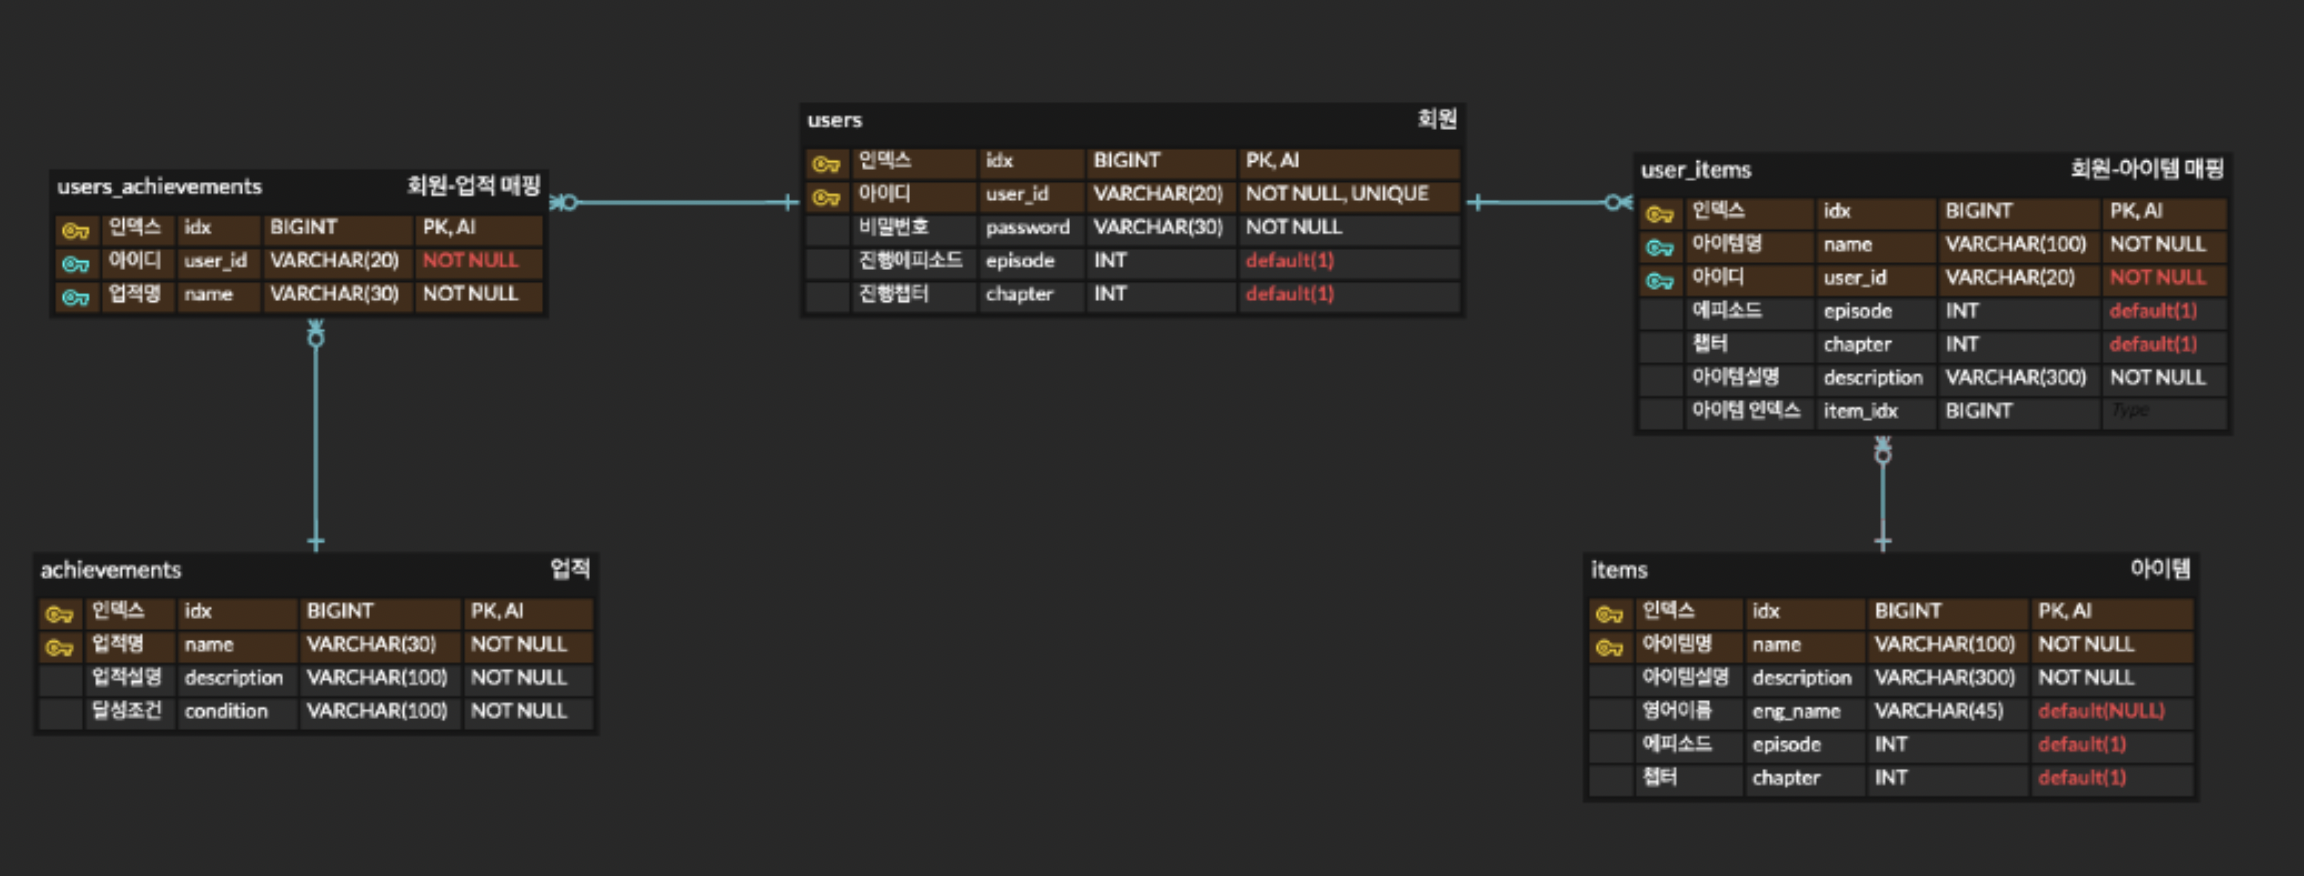 users 회원
인덱스 idx BIGINT PK, AI
아이디 user_id VARCHAR(20) NOT NULL, UNIQUE
비밀번호 password VARCHAR(30) NOT NULL
진행에피소드 episode INT default(1)
진행챕터 chapter INT default(1)
users_achievements 회원-업적 매핑
인덱스 idx BIGINT PK, AI
아이디 user_id VARCHAR(20) NOT NULL
업적명 name VARCHAR(30) NOT NULL
user_items 회원-아이템 매핑
인덱스 idx BIGINT PK, AI
아이템명 name VARCHAR(100) NOT NULL
아이디 user_id VARCHAR(20) NOT NULL
에피소드 episode INT default(1)
챕터 chapter INT default(1)
아이템설명 description VARCHAR(300) NOT NULL
아이템 인덱스 item_idx BIGINT Type
achievements 업적
인덱스 idx BIGINT PK, AI
업적명 name VARCHAR(30) NOT NULL
업적설명 description VARCHAR(100) NOT NULL
달성조건 condition VARCHAR(100) NOT NULL
items 아이템
인덱스 idx BIGINT PK, AI
아이템명 name VARCHAR(100) NOT NULL
아이템설명 description VARCHAR(300) NOT NULL
영어이름 eng_name VARCHAR(45) default(NULL)
에피소드 episode INT default(1)
챕터 chapter INT default(1)